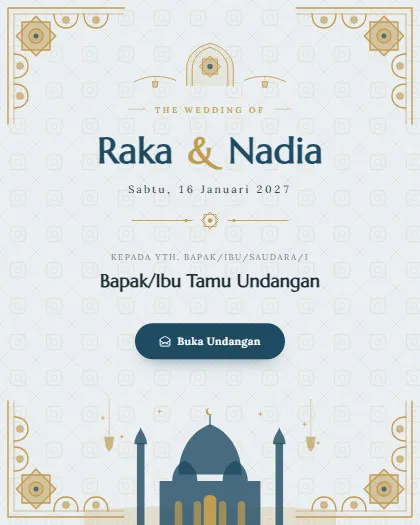 THE WEDDING OF
Raka & Nadia
Sabtu, 16 Januari 2027
KEPADA YTH. BAPAK/IBU/SAUDARA/I
Bapak/Ibu Tamu Undangan
Buka Undangan